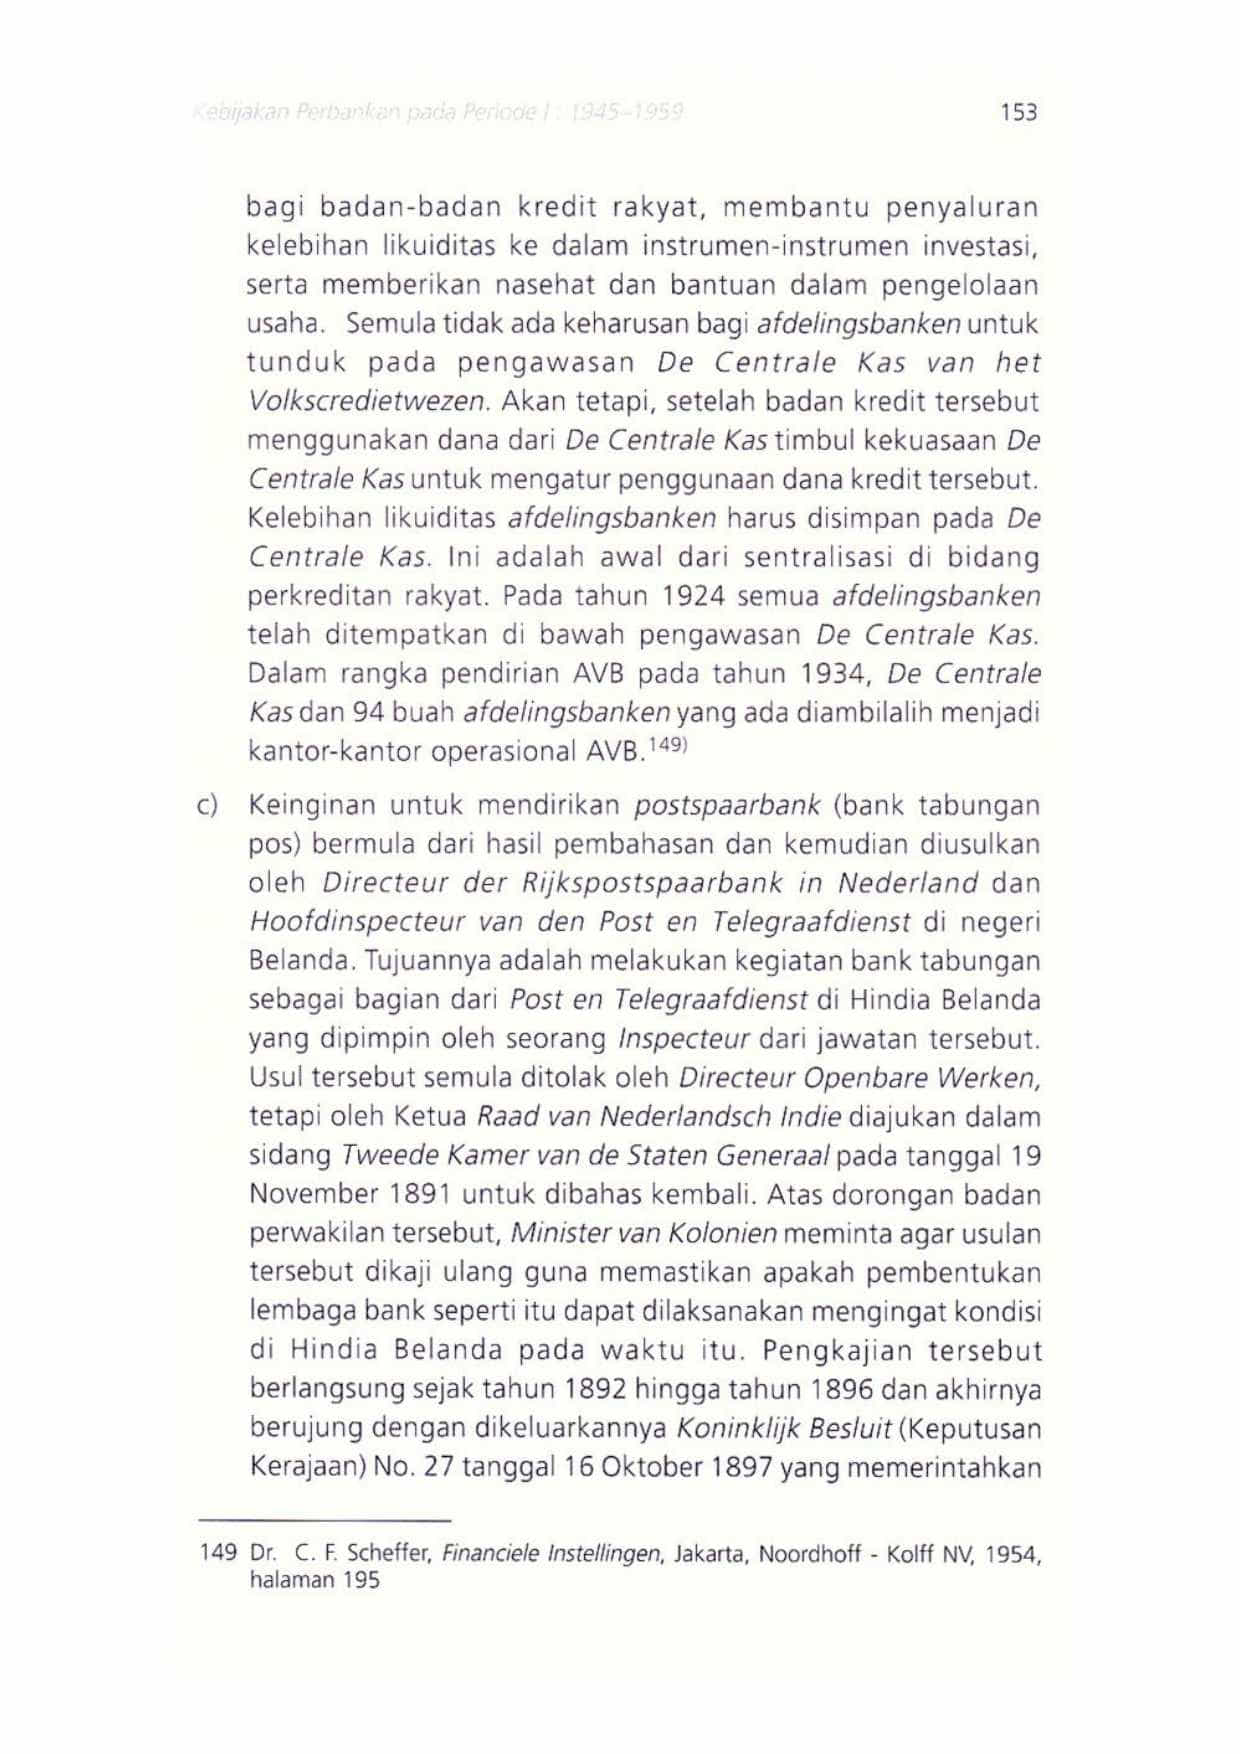 Kebijakan Perbankan pada Periode I : 1945–1959 153
bagi badan-badan kredit rakyat, membantu penyaluran
kelebihan likuiditas ke dalam instrumen-instrumen investasi,
serta memberikan nasehat dan bantuan dalam pengelolaan
usaha. Semula tidak ada keharusan bagi afdelingsbanken untuk
tunduk pada pengawasan De Centrale Kas van het
Volkscredietwezen. Akan tetapi, setelah badan kredit tersebut
menggunakan dana dari De Centrale Kas timbul kekuasaan De
Centrale Kas untuk mengatur penggunaan dana kredit tersebut.
Kelebihan likuiditas afdelingsbanken harus disimpan pada De
Centrale Kas. Ini adalah awal dari sentralisasi di bidang
perkreditan rakyat. Pada tahun 1924 semua afdelingsbanken
telah ditempatkan di bawah pengawasan De Centrale Kas.
Dalam rangka pendirian AVB pada tahun 1934, De Centrale
Kas dan 94 buah afdelingsbanken yang ada diambilalih menjadi
kantor-kantor operasional AVB.149)
c) Keinginan untuk mendirikan postspaarbank (bank tabungan
pos) bermula dari hasil pembahasan dan kemudian diusulkan
oleh Directeur der Rijkspostspaarbank in Nederland dan
Hoofdinspecteur van den Post en Telegraafdienst di negeri
Belanda. Tujuannya adalah melakukan kegiatan bank tabungan
sebagai bagian dari Post en Telegraafdienst di Hindia Belanda
yang dipimpin oleh seorang Inspecteur dari jawatan tersebut.
Usul tersebut semula ditolak oleh Directeur Openbare Werken,
tetapi oleh Ketua Raad van Nederlandsch Indie diajukan dalam
sidang Tweede Kamer van de Staten Generaal pada tanggal 19
November 1891 untuk dibahas kembali. Atas dorongan badan
perwakilan tersebut, Minister van Kolonien meminta agar usulan
tersebut dikaji ulang guna memastikan apakah pembentukan
lembaga bank seperti itu dapat dilaksanakan mengingat kondisi
di Hindia Belanda pada waktu itu. Pengkajian tersebut
berlangsung sejak tahun 1892 hingga tahun 1896 dan akhirnya
berujung dengan dikeluarkannya Koninklijk Besluit (Keputusan
Kerajaan) No. 27 tanggal 16 Oktober 1897 yang memerintahkan
149 Dr. C. F. Scheffer, Financiele Instellingen, Jakarta, Noordhoff - Kolff NV, 1954,
halaman 195